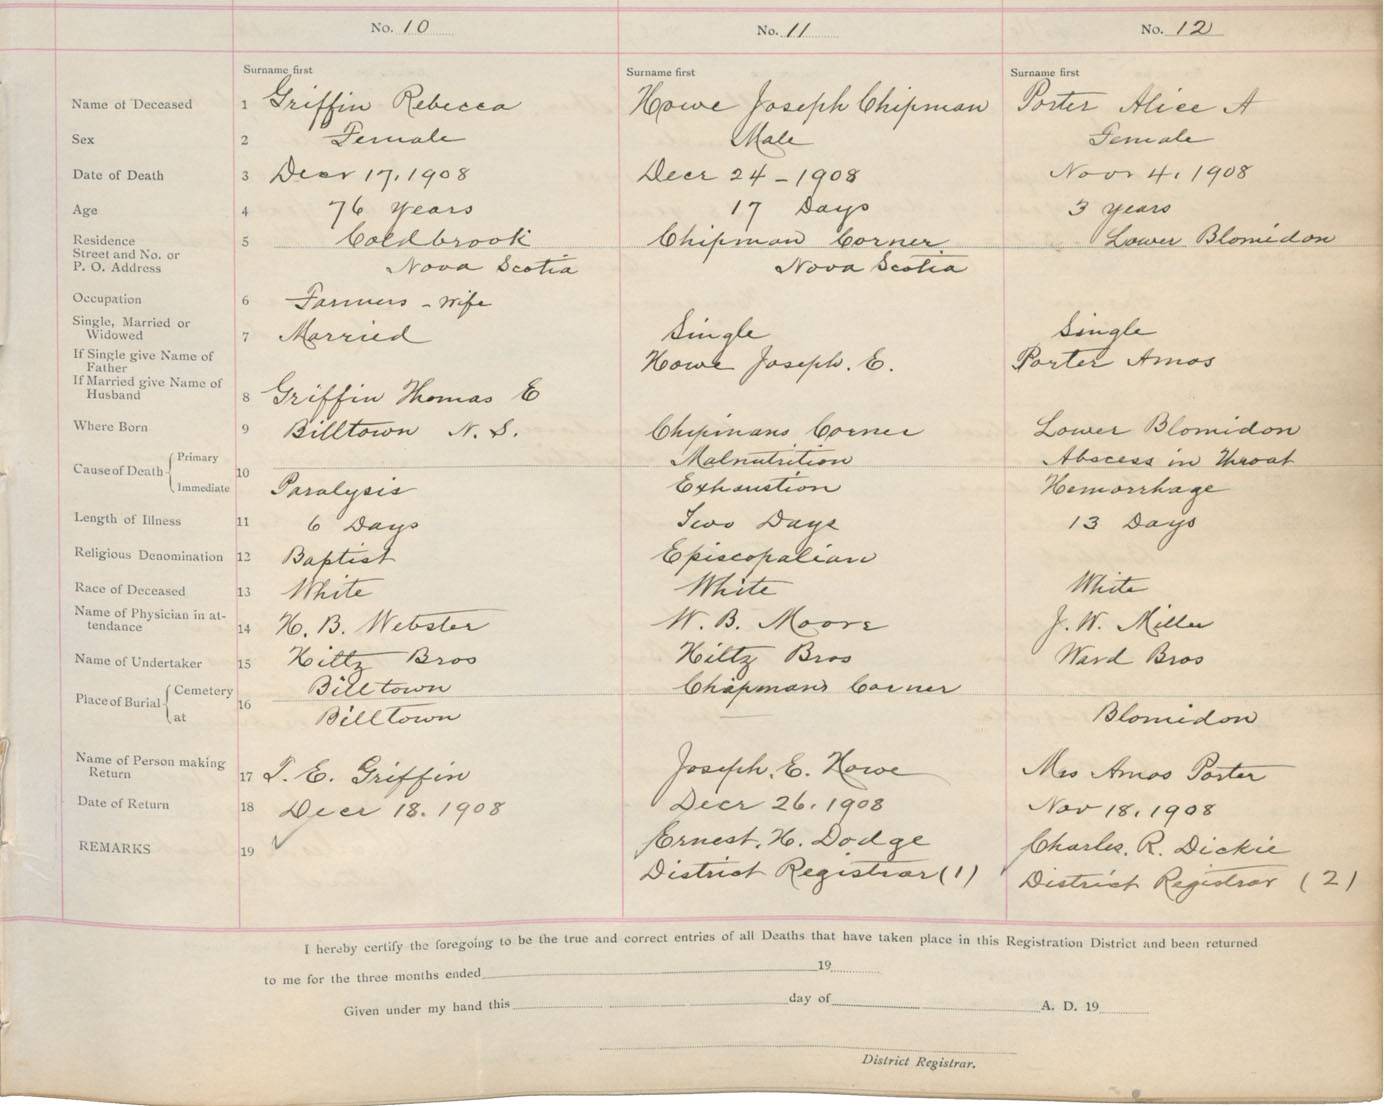 No. 10 No. 11 No. 12
Surname first Surname first Surname first
Name of Deceased 1 Griffin Rebecca Howe Joseph Chipman Porter Alice A
Sex 2 Female Male Female
Date of Death 3 Decr 17, 1908 Decr 24 - 1908 Novr 4, 1908
Age 4 76 Years 17 Days 3 years
Residence 5 Coldbrook Chipman Corner Lower Blomidon
Street and No. or
P. O. Address Nova Scotia Nova Scotia
Occupation 6 Farmers - Wife
Single, Married or
Widowed 7 Married Single Single
If Single give Name of
Father Howe Joseph. E. Porter Amos
If Married give Name of
Husband 8 Griffin Thomas E
Where Born 9 Billtown N. S. Chipmans Corner Lower Blomidon
Cause of Death Primary 10 Malnutrition Abscess in Throat
Immediate Paralysis Exhaustion Hemorrhage
Length of Illness 11 6 Days Two Days 13 Days
Religious Denomination 12 Baptist Episcopalian
Race of Deceased 13 White White White
Name of Physician in at-
tendance 14 H. B. Webster W. B. Moore J. W. Miller
Name of Undertaker 15 Hiltz Bros Hiltz Bros Ward Bros
Place of Burial Cemetery 16 Billtown Chipmans Corner
at Billtown Blomidon
Name of Person making
Return 17 T. E. Griffin Joseph. E. Howe Mrs Amos Porter
Date of Return 18 Decr 18. 1908 Decr 26. 1908 Nov 18, 1908
REMARKS 19 Ernest. H. Dodge Charles. R. Dickie
District Registrar (1) District Registrar (2)
I hereby certify the foregoing to be the true and correct entries of all Deaths that have taken place in this Registration District and been returned
to me for the three months ended 19
Given under my hand this day of A. D. 19
District Registrar.